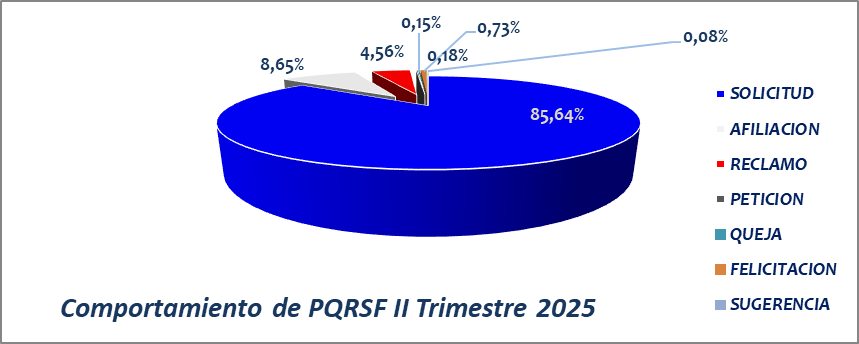 0,15%
0,73%
0,08%
4,56%
0,18%
8,65%
85,64%
SOLICITUD
AFILIACION
RECLAMO
PETICION
QUEJA
FELICITACION
SUGERENCIA
Comportamiento de PQRSF II Trimestre 2025